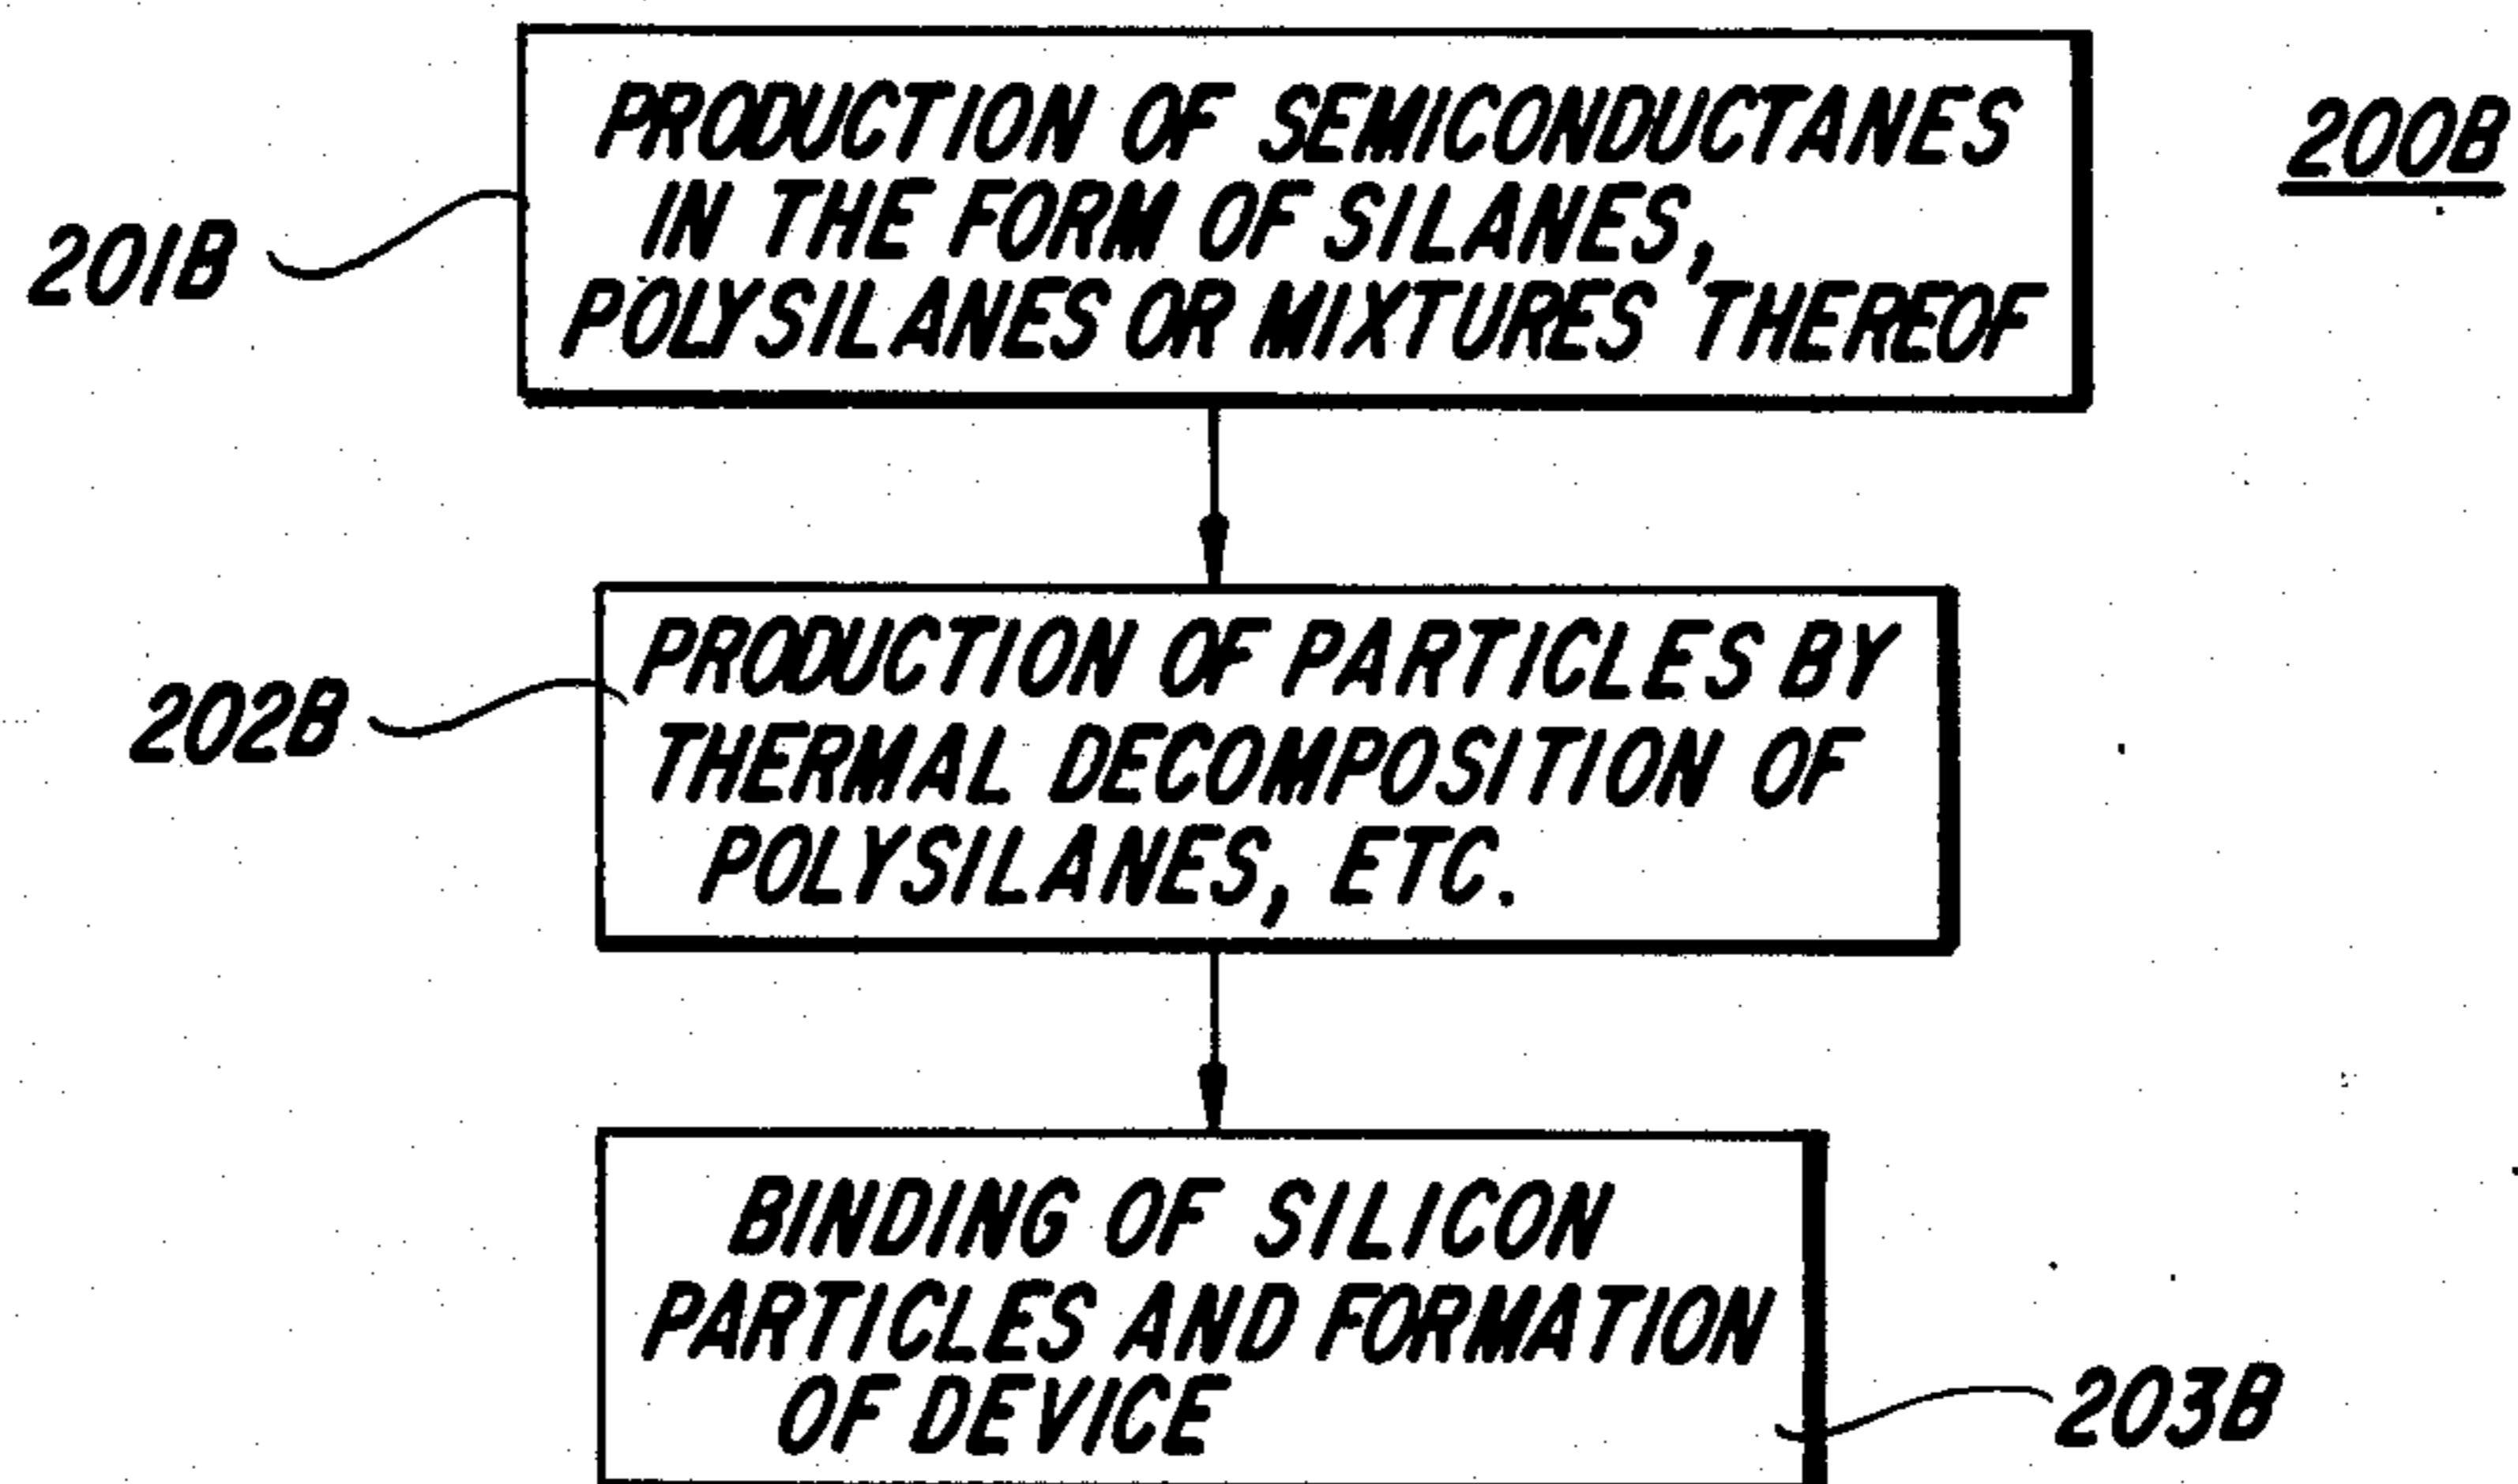 PRODUCTION OF SEMICONDUCTANES
IN THE FORM OF SILANES,
POLYSILANES OR MIXTURES THEREOF
200B
201B
PRODUCTION OF PARTICLES BY
THERMAL DECOMPOSITION OF
POLYSILANES, ETC.
202B
BINDING OF SILICON
PARTICLES AND FORMATION
OF DEVICE
203B